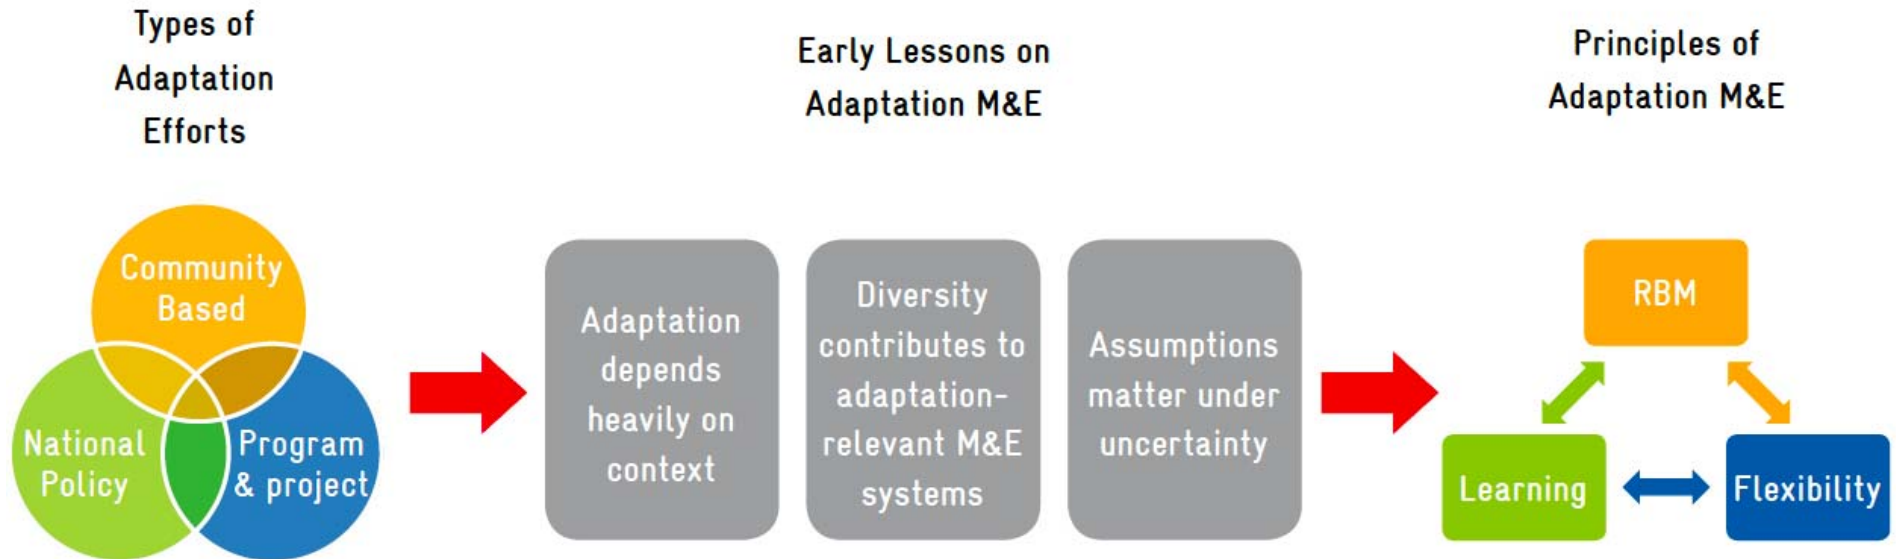 Types of
Adaptation
Efforts
Early Lessons on
Adaptation M&E
Principles of
Adaptation M&E
Community
Based
National
Policy
Program
& project
Adaptation
depends
heavily on
context
Diversity
contributes to
adaptation-
relevant M&E
systems
Assumptions
matter under
uncertainty
RBM
Learning
Flexibility